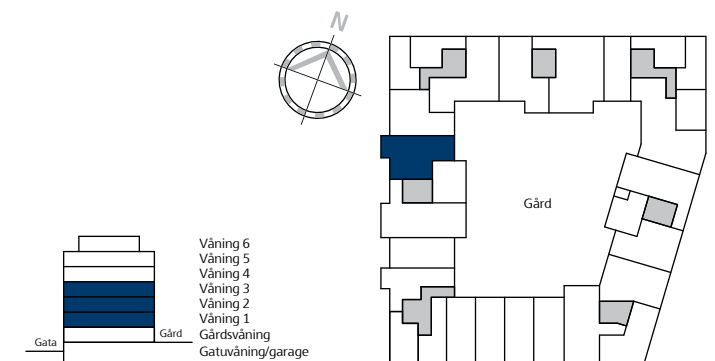 N
Gård
Våning 6
Våning 5
Våning 4
Våning 3
Våning 2
Våning 1
Gata
Gård
Gårdsvåning
Gatuvåning/garage